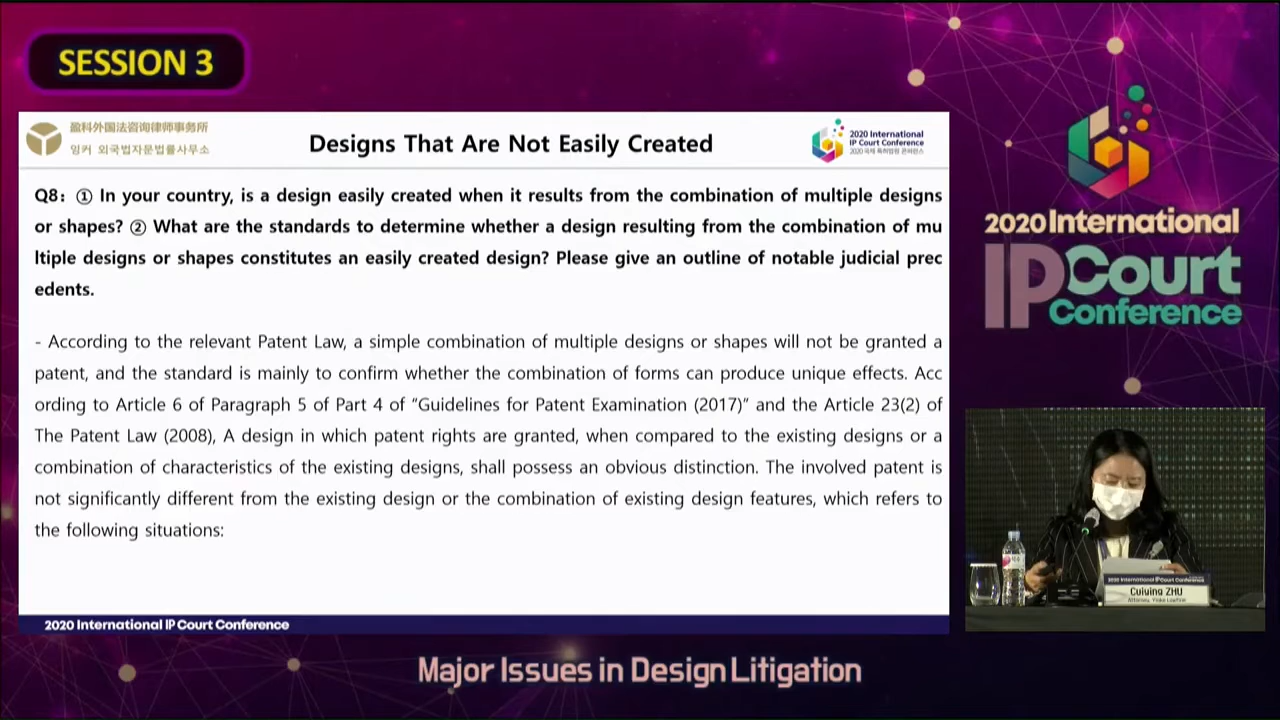 SESSION 3
盈科外国法咨询律师事务所
잉커 외국법자문법률사무소
Designs That Are Not Easily Created
2020 International
IP Court Conference
2020 국제 특허법원 콘퍼런스
Q8: ① In your country, is a design easily created when it results from the combination of multiple designs
or shapes? ② What are the standards to determine whether a design resulting from the combination of mu
ltiple designs or shapes constitutes an easily created design? Please give an outline of notable judicial prec
edents.
- According to the relevant Patent Law, a simple combination of multiple designs or shapes will not be granted a
patent, and the standard is mainly to confirm whether the combination of forms can produce unique effects. Acc
ording to Article 6 of Paragraph 5 of Part 4 of “Guidelines for Patent Examination (2017)” and the Article 23(2) of
The Patent Law (2008), A design in which patent rights are granted, when compared to the existing designs or a
combination of characteristics of the existing designs, shall possess an obvious distinction. The involved patent is
not significantly different from the existing design or the combination of existing design features, which refers to
the following situations:
2020 International IP Court Conference
2020 International
IP Court
Conference
2020 International IP Court Conference
Cuiying ZHU
Major Issues in Design Litigation